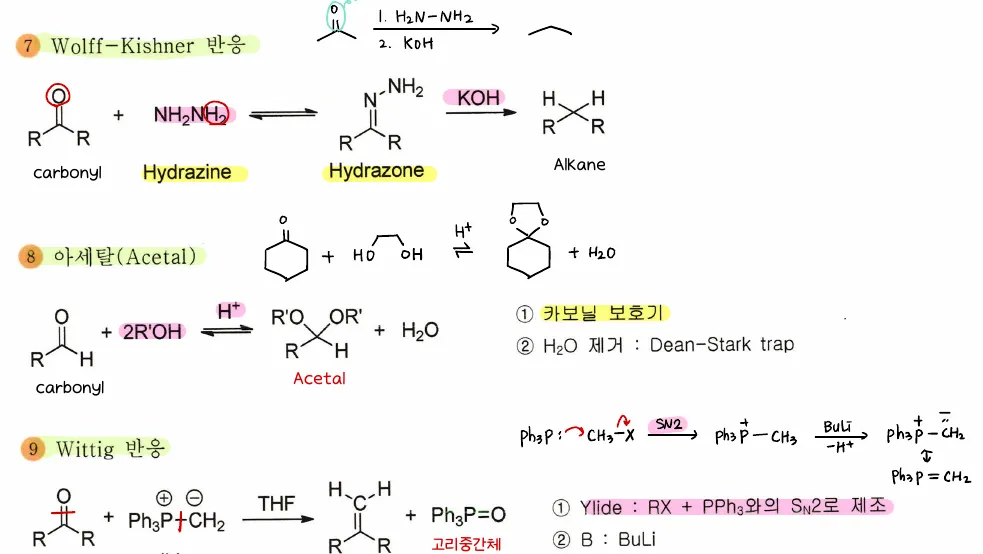 O
1. H2N-NH2
2. KOH
7 Wolff-Kishner 반응
O
R R
+ NH2NH2
NH2
N
R R
KOH
H H
R R
carbonyl
Hydrazine
Hydrazone
Alkane
8 아세탈(Acetal)
O
+
HO OH
H+
O O
+ H2O
O
R H
+ 2R'OH
H+
R'O OR'
R H
+ H2O
carbonyl
Acetal
① 카보닐 보호기
② H2O 제거 : Dean-Stark trap
9 Wittig 반응
Ph3P: CH3-X
SN2
Ph3P+-CH3
BuLi
-H+
Ph3P+-CH2
Ph3P=CH2
O
R R
+
⊕ ⊖
Ph3P-CH2
THF
H H
C
R R
+ Ph3P=O
고리중간체
① Ylide : RX + PPh3와의 SN2로 제조
② B : BuLi